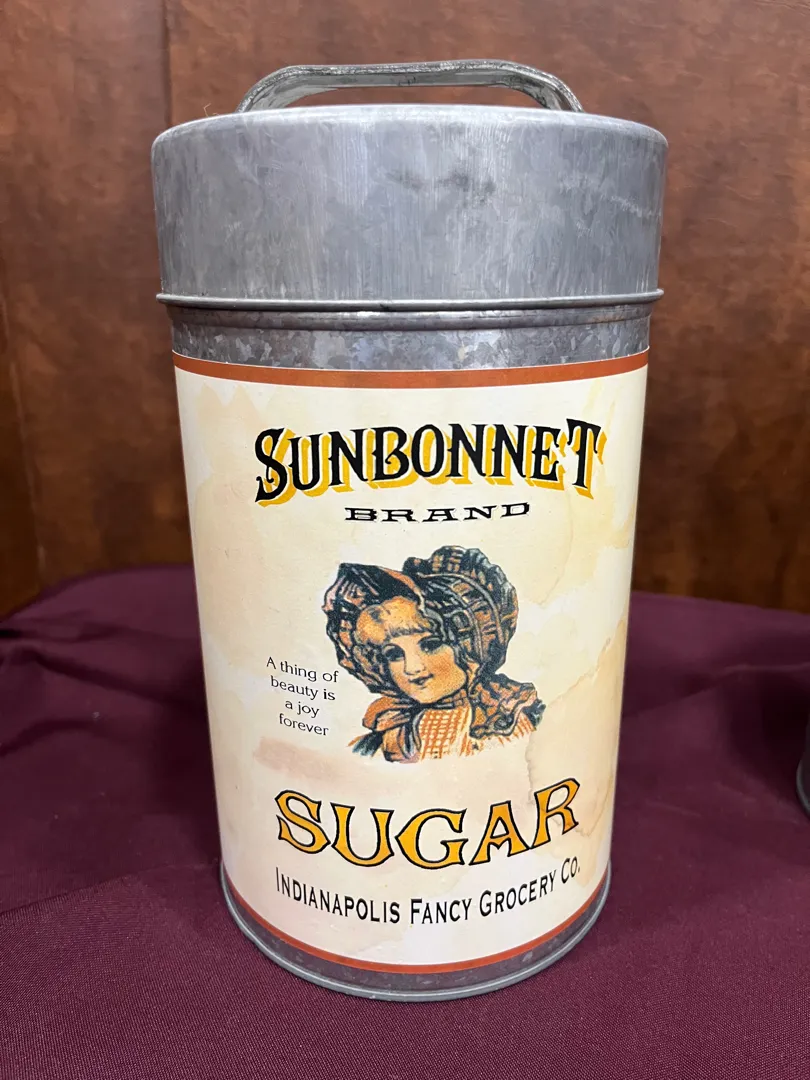 SUNBONNET
BRAND
A thing of
beauty is
a joy
forever
SUGAR
INDIANAPOLIS FANCY GROCERY CO.